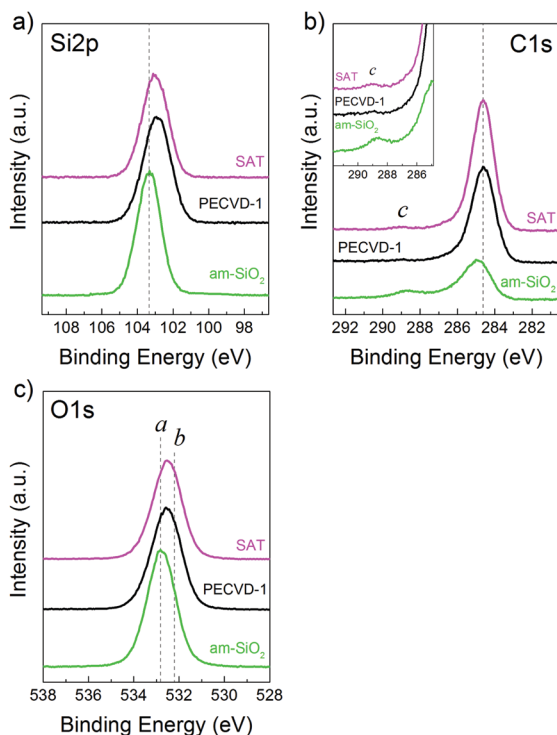 a)
Si2p
Intensity (a.u.)
SAT
PECVD-1
am-SiO₂
108 106 104 102 100 98
Binding Energy (eV)
b)
C1s
Intensity (a.u.)
c
SAT
PECVD-1
am-SiO₂
290 288 286
c
SAT
PECVD-1
am-SiO₂
292 290 288 286 284 282
Binding Energy (eV)
c)
O1s
a
b
Intensity (a.u.)
SAT
PECVD-1
am-SiO₂
538 536 534 532 530 528
Binding Energy (eV)